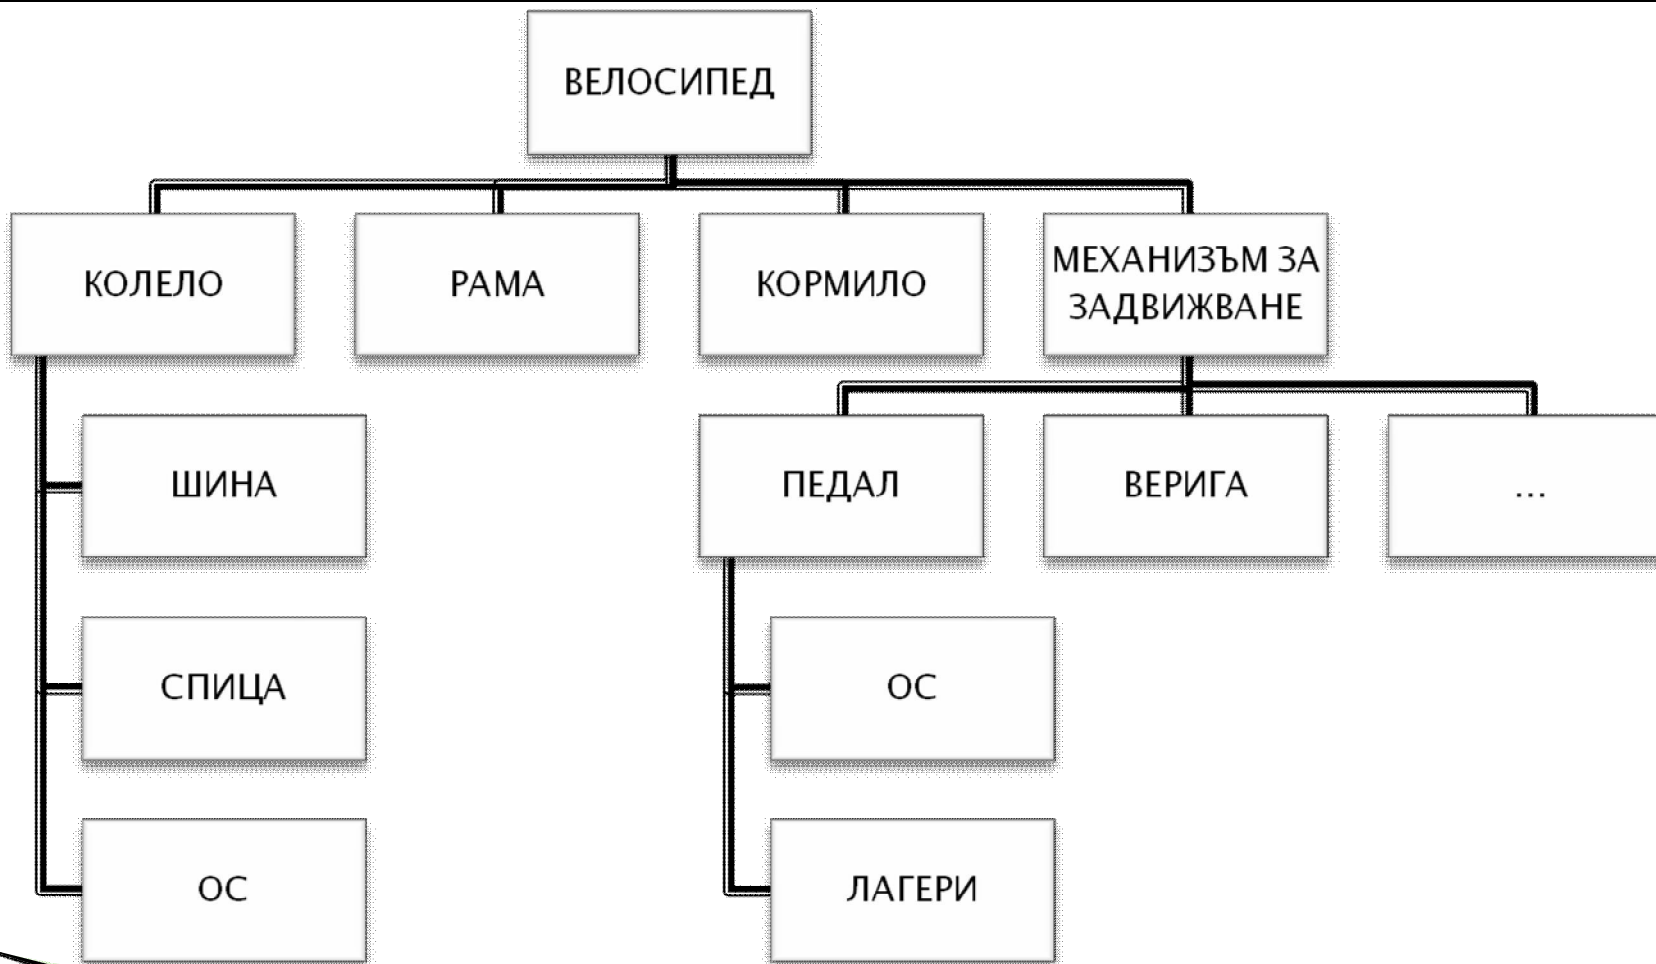 ВЕЛОСИПЕД
КОЛЕЛО
РАМА
КОРМИЛО
МЕХАНИЗЪМ ЗА
ЗАДВИЖВАНЕ
ШИНА
ПЕДАЛ
ВЕРИГА
...
СПИЦА
ОС
ОС
ЛАГЕРИ